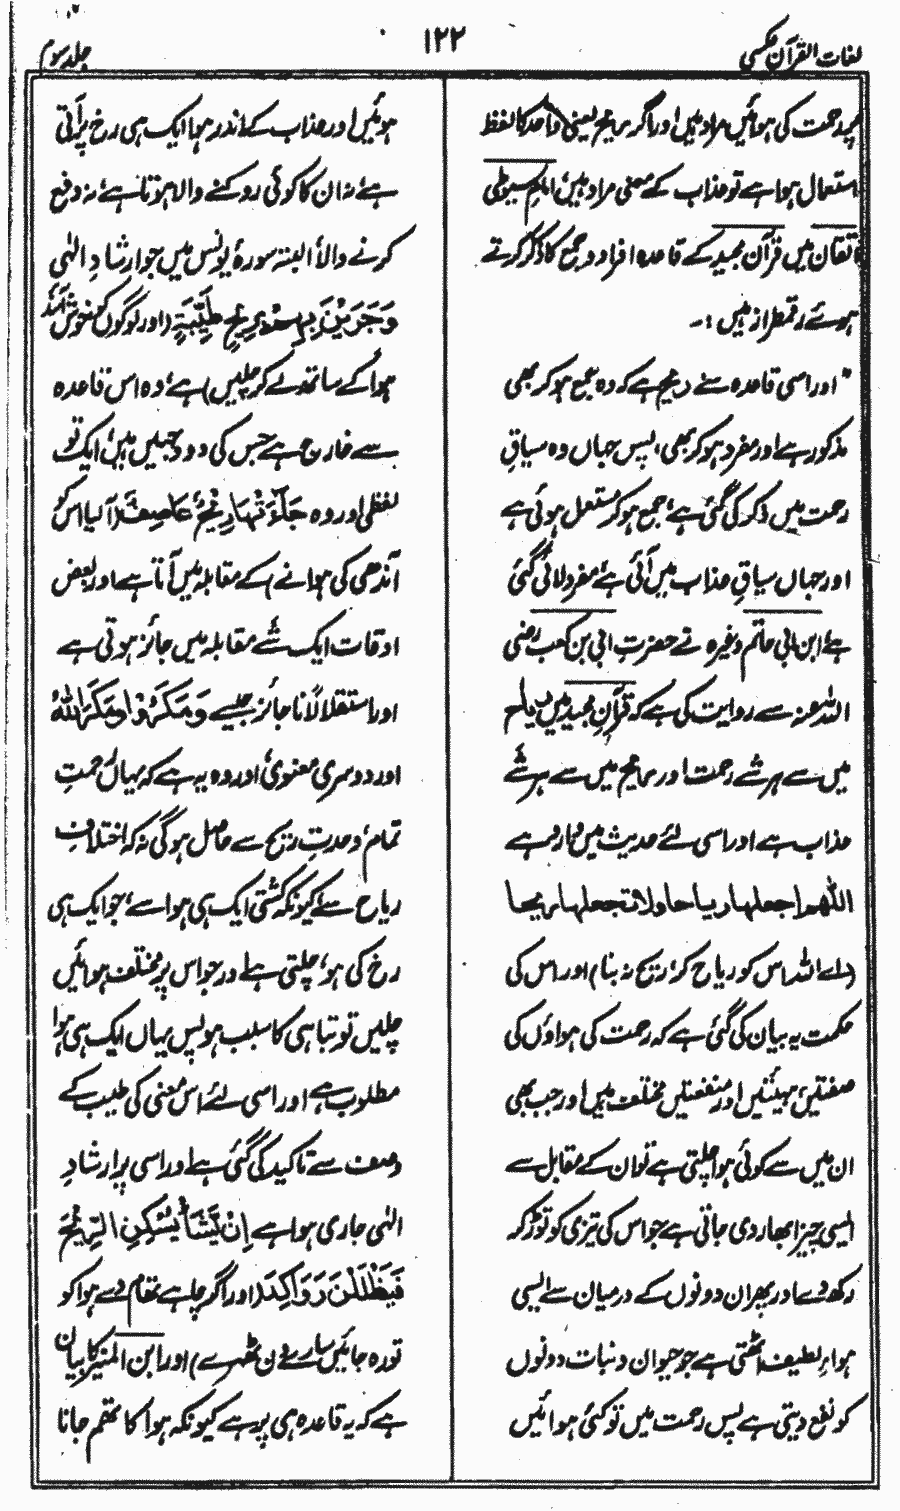 لغات القرآن عکسی ۱۲۲ جلد سوم
پر رحمت کی ہوائیں مراد ہیں اور اگر ریح یعنی واحد کا لفظ
استعمال ہوا ہے تو عذاب کے معنی مراد ہیں، امام سیوطی
اتقان میں قرآن مجید کے قاعدہ افراد و جمع کا ذکر کرتے
ہوئے رقمطراز ہیں :۔
" اور اسی قاعدہ سے ریح ہے کہ وہ جمع ہو کر بھی
مذکور ہے اور مفرد ہو کر بھی، پس جہاں وہ سیاقِ
رحمت میں ذکر کی گئی ہے، جمع ہو کر مستعمل ہوئی ہے
اور جہاں سیاقِ عذاب میں آئی ہے، مفرد لائی گئی
ہے، ابن ابی حاتم وغیرہ نے حضرت ابی بن کعب رضی
اللہ عنہ سے روایت کی ہے کہ قرآن مجید میں ریاح
میں سے ہر شے رحمت اور ریح میں سے ہر شے
عذاب ہے اور اسی لئے حدیث میں وارد ہے
اللھم اجعلہا ریاحا ولا تجعلہا ریحا
(اے اللہ اس کو ریاح کر، ریح نہ بنا) اور اس کی
حکمت یہ بیان کی گئی ہے کہ رحمت کی ہواؤں کی
صفتیں، ہیئتیں اور منفعتیں مختلف ہیں اور جب بھی
ان میں سے کوئی ہوا چلتی ہے تو ان کے مقابل سے
ایسی چیز ابھار دی جاتی ہے جو اس کی تیزی کو توڑ کر
رکھ دے اور پھر ان دونوں کے درمیان سے ایسی
ہواءِ لطیف اٹھتی ہے جو حیوان و نبات دونوں
کو نفع دیتی ہے پس رحمت میں تو کئی ہوائیں
ہوئیں اور عذاب کے اندر ہوا ایک ہی رخ پر آتی
ہے، نہ ان کا کوئی روکنے والا ہوتا ہے، نہ دفع
کرنے والا، البتہ سورۂ یونس میں جو ارشادِ الٰہی
وَجَرَيْنَ بِهِمْ بِرِيْحٍ طَيِّبَةٍ (اور لوگوں کو خوش آئند
ہوا کے ساتھ لے کر چلیں) ہے، وہ اس قاعدہ
سے خارج ہے جس کی دو وجہیں ہیں، ایک تو
لفظی اور وہ جَاءَتْهَا رِيْحٌ عَاصِفٌ (آ لیا اس کو
آندھی کی ہوا نے) کے مقابلہ میں آنا ہے اور بعض
اوقات ایک شے مقابلہ میں جائز ہوتی ہے
اور استقلالاً ناجائز جیسے وَمَكَرُوْا وَمَكَرَ اللّٰهُ
اور دوسری معنوی، اور وہ یہ ہے کہ یہاں رحمتِ
تمام، وحدتِ ریح سے حاصل ہوگی نہ کہ اختلافِ
ریاح سے، کیونکہ کشتی ایک ہی ہوا سے، جو ایک ہی
رخ کی ہو، چلتی ہے اور جو اس پر مختلف ہوائیں
چلیں تو تباہی کا سبب ہو پس یہاں ایک ہی ہوا
مطلوب ہے اور اسی لئے اس معنی کی طیب کے
وصف سے تاکید کی گئی ہے اور اسی پر ارشادِ
الٰہی جاری ہوا ہے اِنْ يَّشَأْ يُسْكِنِ الرِّيْحَ
فَيَظْلَلْنَ رَوَاكِدَ (اور اگر چاہے تھام دے ہوا کو
تو رہ جائیں سارے دن ٹھہرے) اور ابن المنیر کا بیان
ہے کہ یہ قاعدہ ہی پر ہے کیونکہ ہوا کا تھم جانا